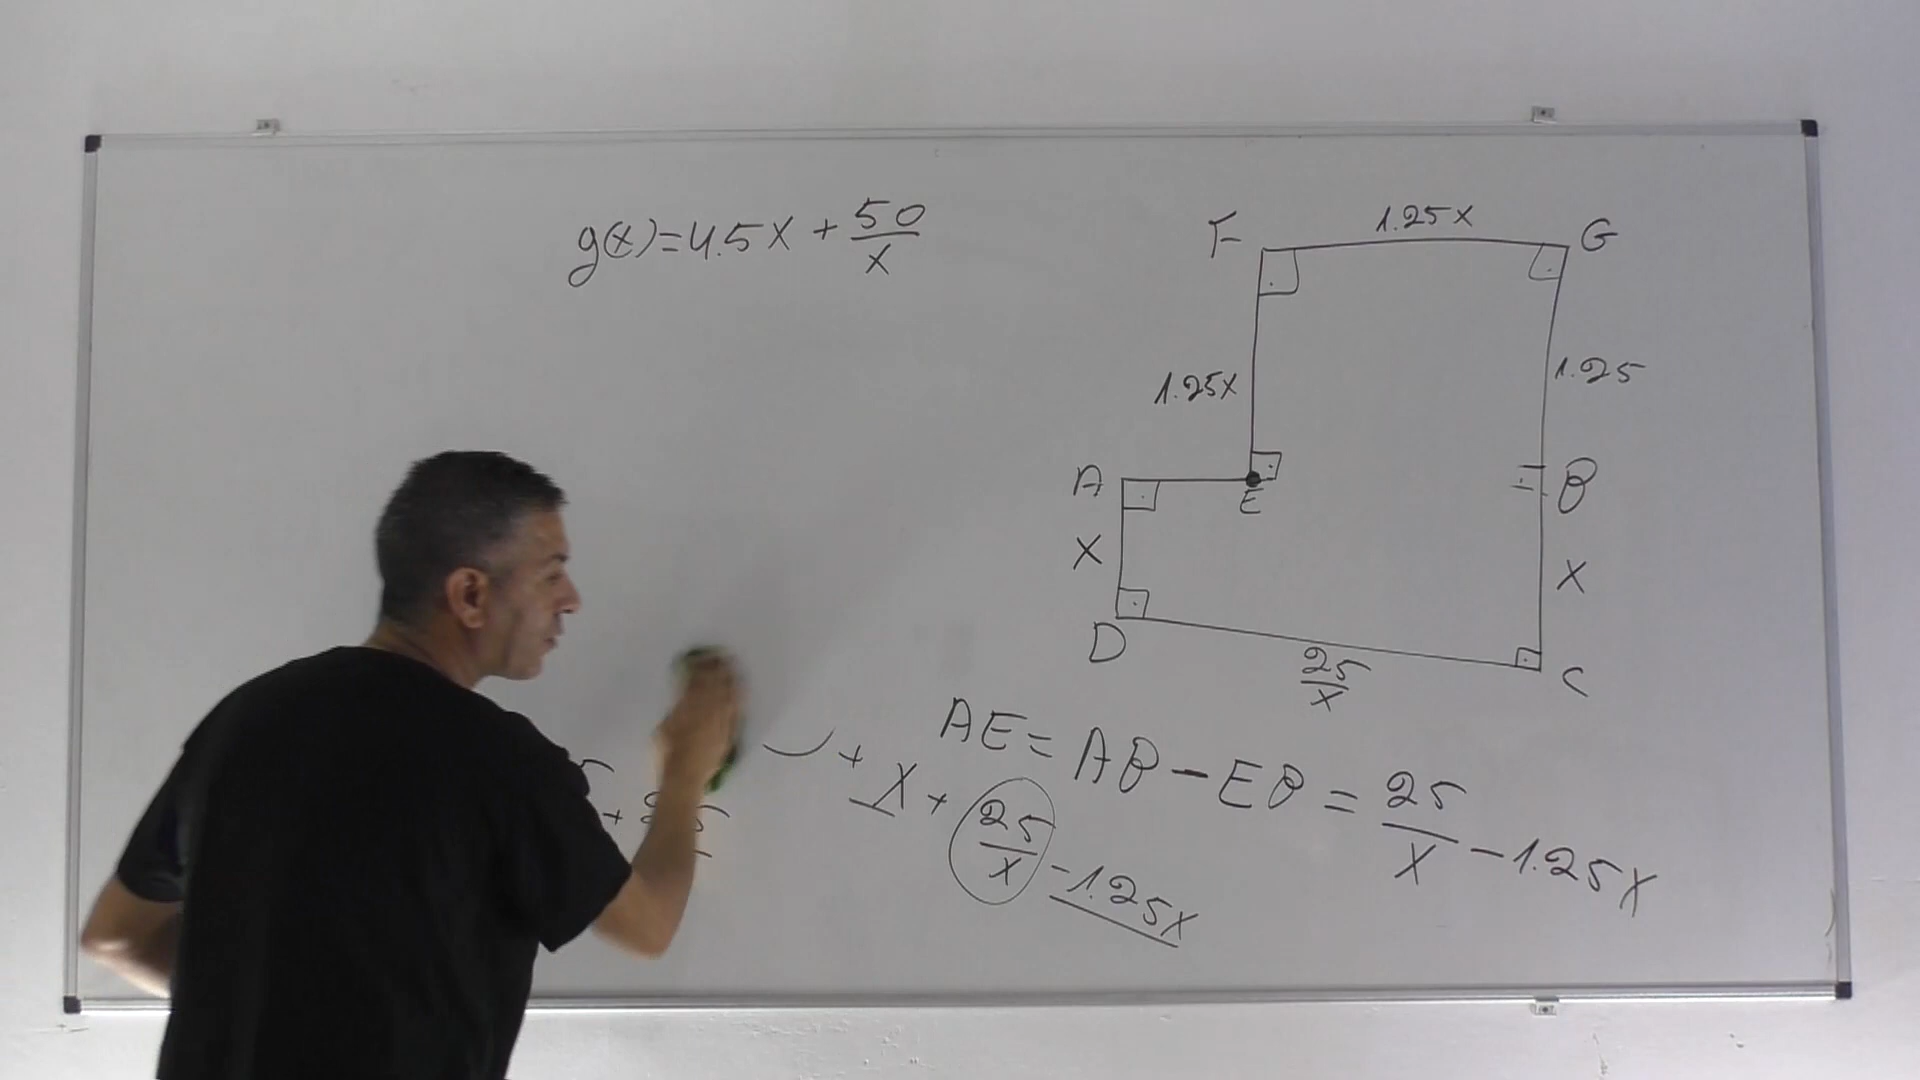 g(x)=4.5x + 50/x
F 1.25x G
1.25x 1.25
A E B
x x
D 25/x C
AE = AB - EB = 25/x - 1.25x
+ x + 25/x - 1.25x
+